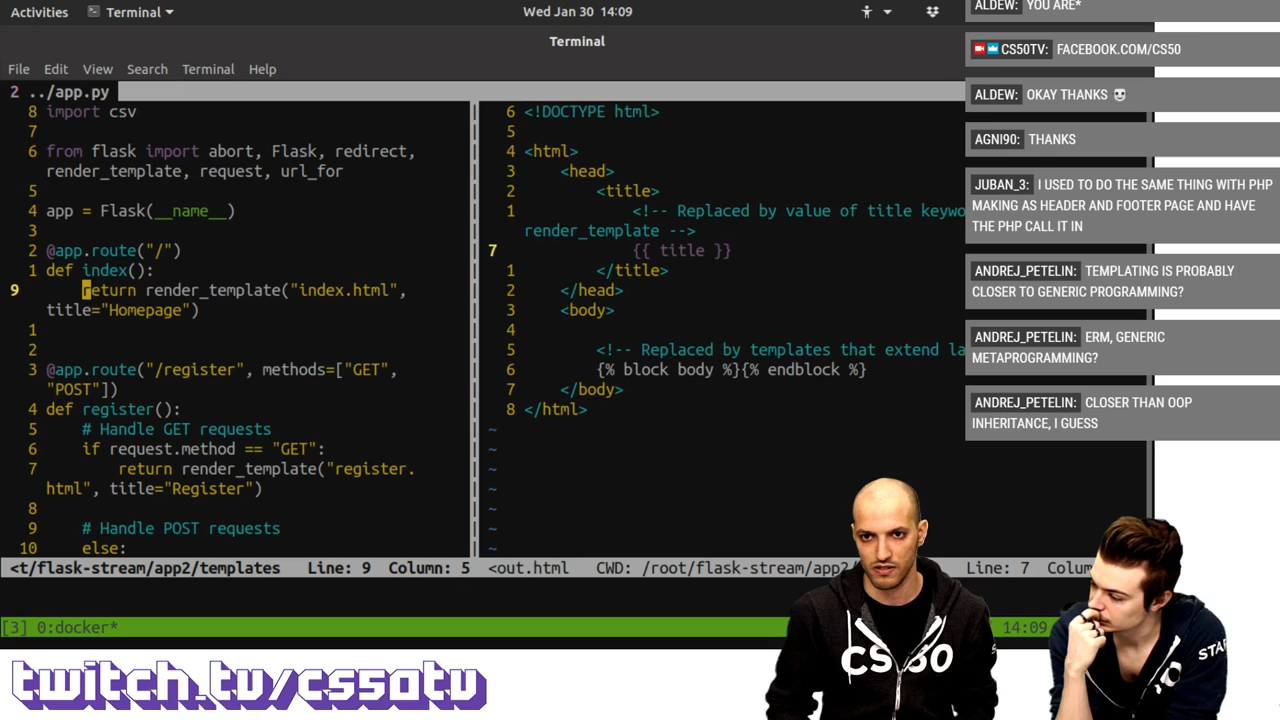 Activities Terminal Wed Jan 30 14:09
Terminal
File Edit View Search Terminal Help
2 ../app.py
8 import csv
7
6 from flask import abort, Flask, redirect,
render_template, request, url_for
5
4 app = Flask(__name__)
3
2 @app.route("/")
1 def index():
9 return render_template("index.html",
title="Homepage")
1
2
3 @app.route("/register", methods=["GET",
"POST"])
4 def register():
5 # Handle GET requests
6 if request.method == "GET":
7 return render_template("register.
html", title="Register")
8
9 # Handle POST requests
10 else:
<t/flask-stream/app2/templates Line: 9 Column: 5
6 <!DOCTYPE html>
5
4 <html>
3 <head>
2 <title>
1 <!-- Replaced by value of title keywo
render_template -->
7 {{ title }}
1 </title>
2 </head>
3 <body>
4
5 <!-- Replaced by templates that extend la
6 {% block body %}{% endblock %}
7 </body>
8 </html>
~
~
~
~
~
~
~
<out.html CWD: /root/flask-stream/app2/ Line: 7 Colum
[3] 0:docker* 14:09
ALDEW: YOU ARE*
CS50TV: FACEBOOK.COM/CS50
ALDEW: OKAY THANKS
AGNI90: THANKS
JUBAN_3: I USED TO DO THE SAME THING WITH PHP
MAKING AS HEADER AND FOOTER PAGE AND HAVE
THE PHP CALL IT IN
ANDREJ_PETELIN: TEMPLATING IS PROBABLY
CLOSER TO GENERIC PROGRAMMING?
ANDREJ_PETELIN: ERM, GENERIC
METAPROGRAMMING?
ANDREJ_PETELIN: CLOSER THAN OOP
INHERITANCE, I GUESS
twitch.tv/cs50tv
CS50
STAF